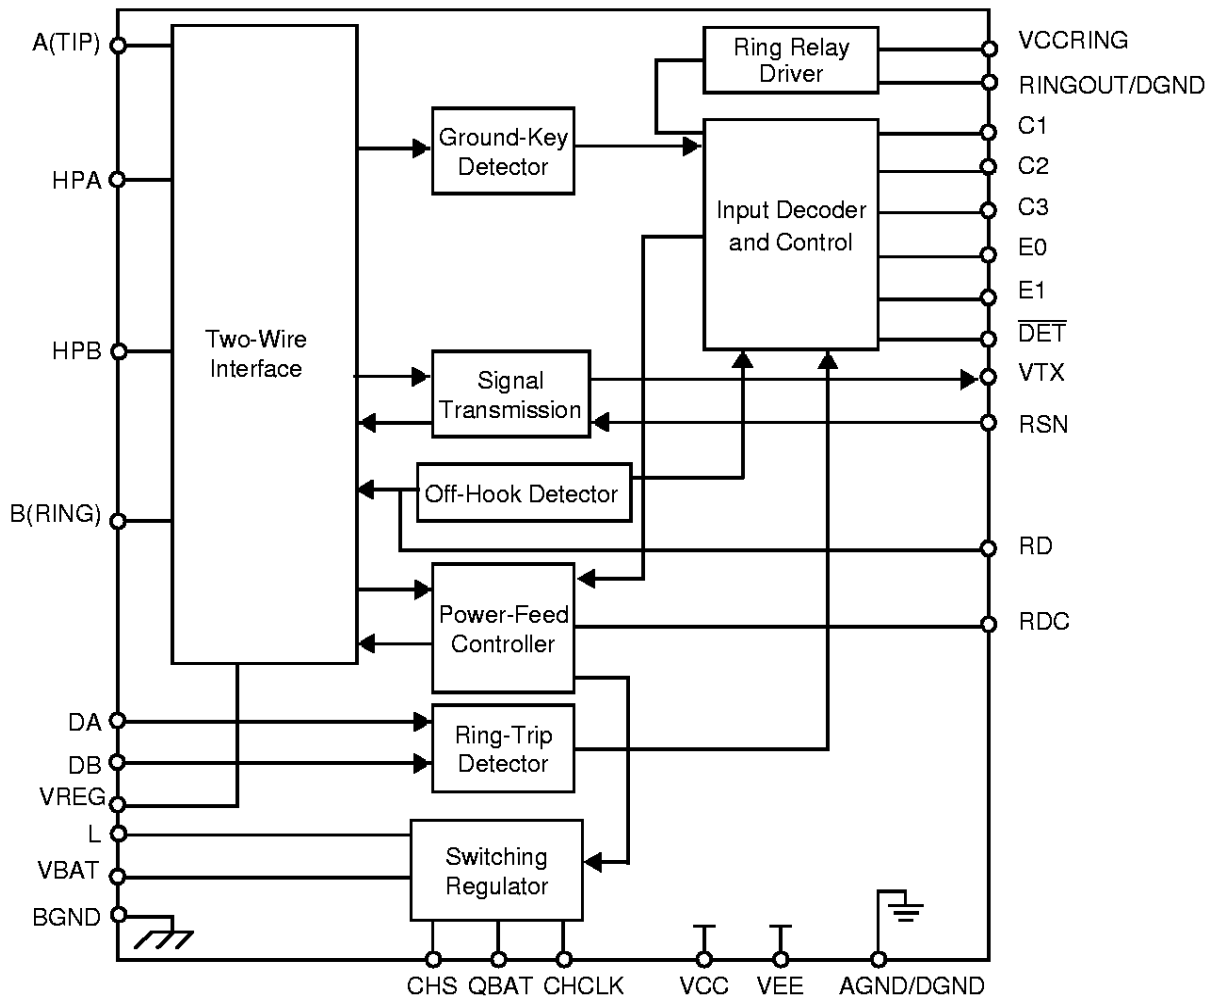 A(TIP)
HPA
HPB
B(RING)
DA
DB
VREG
L
VBAT
BGND
Two-Wire
Interface
Ground-Key
Detector
Signal
Transmission
Off-Hook Detector
Power-Feed
Controller
Ring-Trip
Detector
Switching
Regulator
Ring Relay
Driver
Input Decoder
and Control
VCCRING
RINGOUT/DGND
C1
C2
C3
E0
E1
DET
VTX
RSN
RD
RDC
CHS QBAT CHCLK VCC VEE AGND/DGND